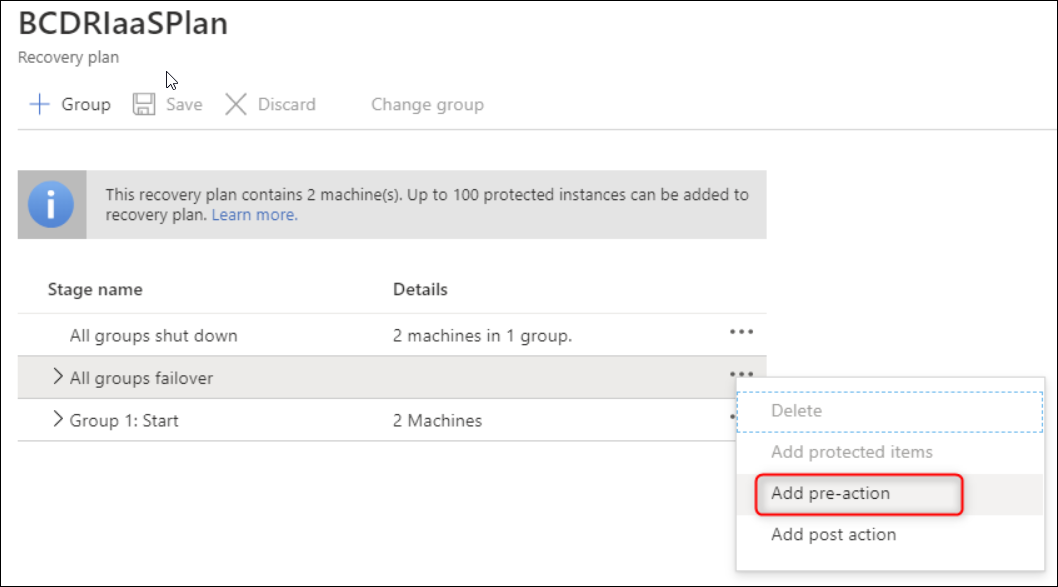 BCDRIaaSPlan
Recovery plan
Group Save Discard Change group
This recovery plan contains 2 machine(s). Up to 100 protected instances can be added to
recovery plan. Learn more.
Stage name Details
All groups shut down 2 machines in 1 group.
All groups failover
Group 1: Start 2 Machines
Delete
Add protected items
Add pre-action
Add post action